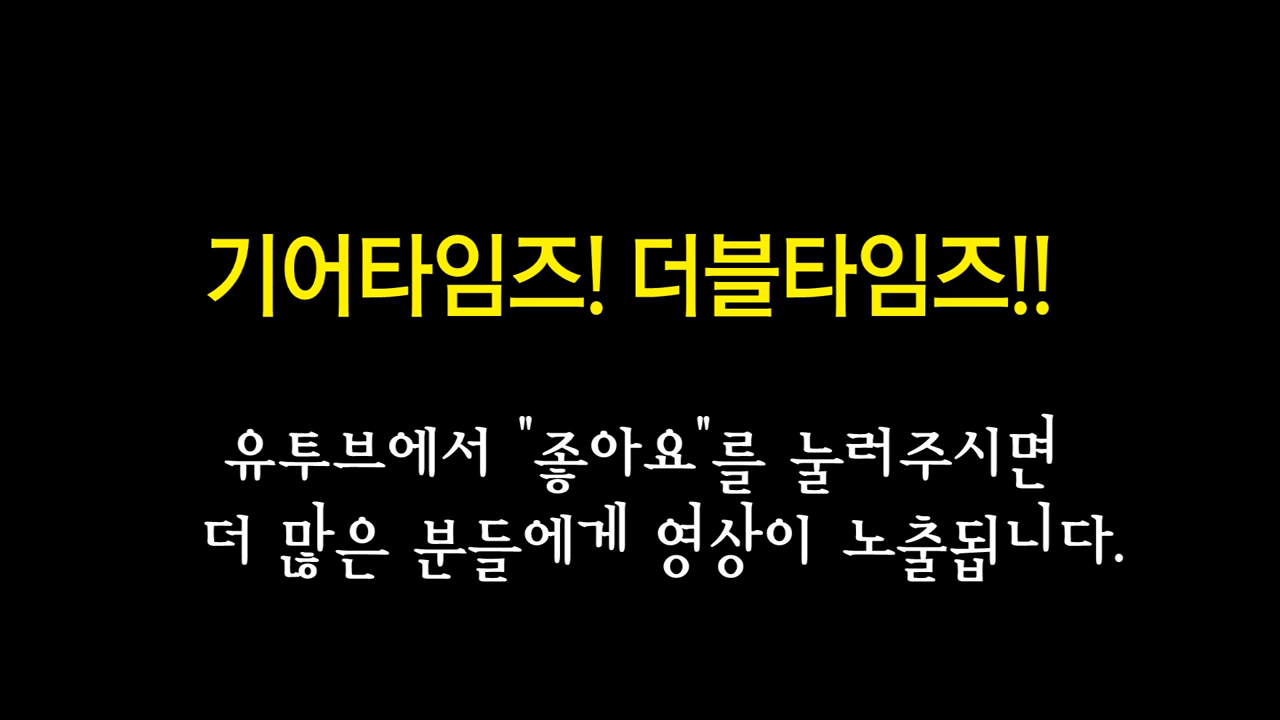 기어타임즈! 더블타임즈!!
유투브에서 "좋아요"를 눌러주시면
더 많은 분들에게 영상이 노출됩니다.